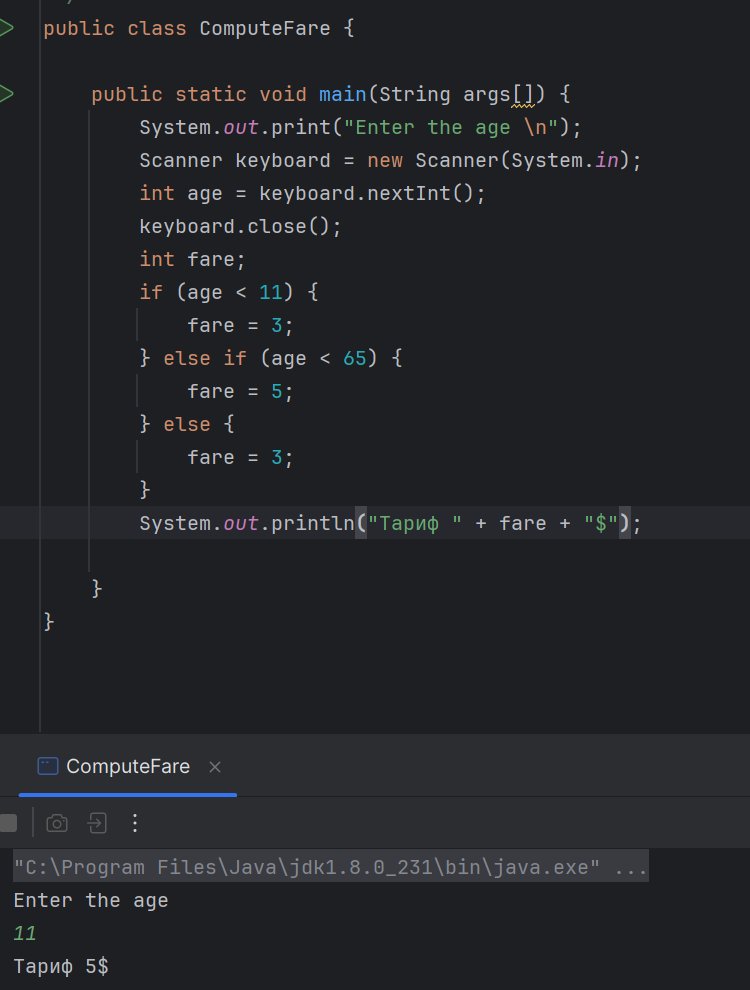 public class ComputeFare {
public static void main(String args[]) {
System.out.print("Enter the age \n");
Scanner keyboard = new Scanner(System.in);
int age = keyboard.nextInt();
keyboard.close();
int fare;
if (age < 11) {
fare = 3;
} else if (age < 65) {
fare = 5;
} else {
fare = 3;
}
System.out.println("Тариф " + fare + "$");
}
}
ComputeFare
"C:\Program Files\Java\jdk1.8.0_231\bin\java.exe" ...
Enter the age
11
Тариф 5$